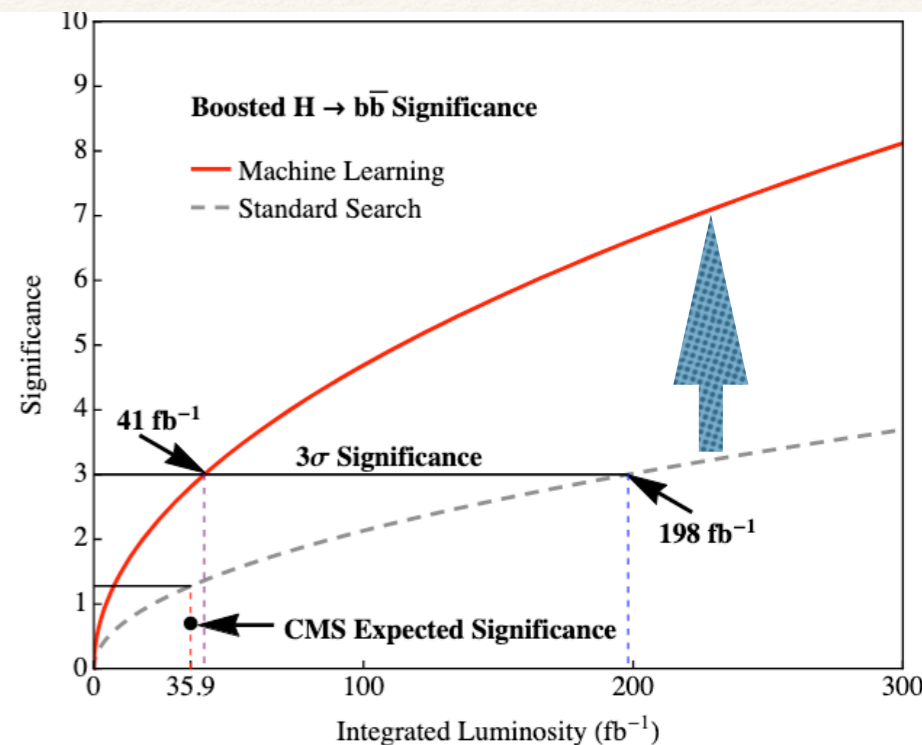 10
9
8
7
6
5
4
3
2
1
0
Significance
Boosted H → bb̅ Significance
Machine Learning
Standard Search
41 fb⁻¹
3σ Significance
198 fb⁻¹
CMS Expected Significance
0 35.9 100 200 300
Integrated Luminosity (fb⁻¹)